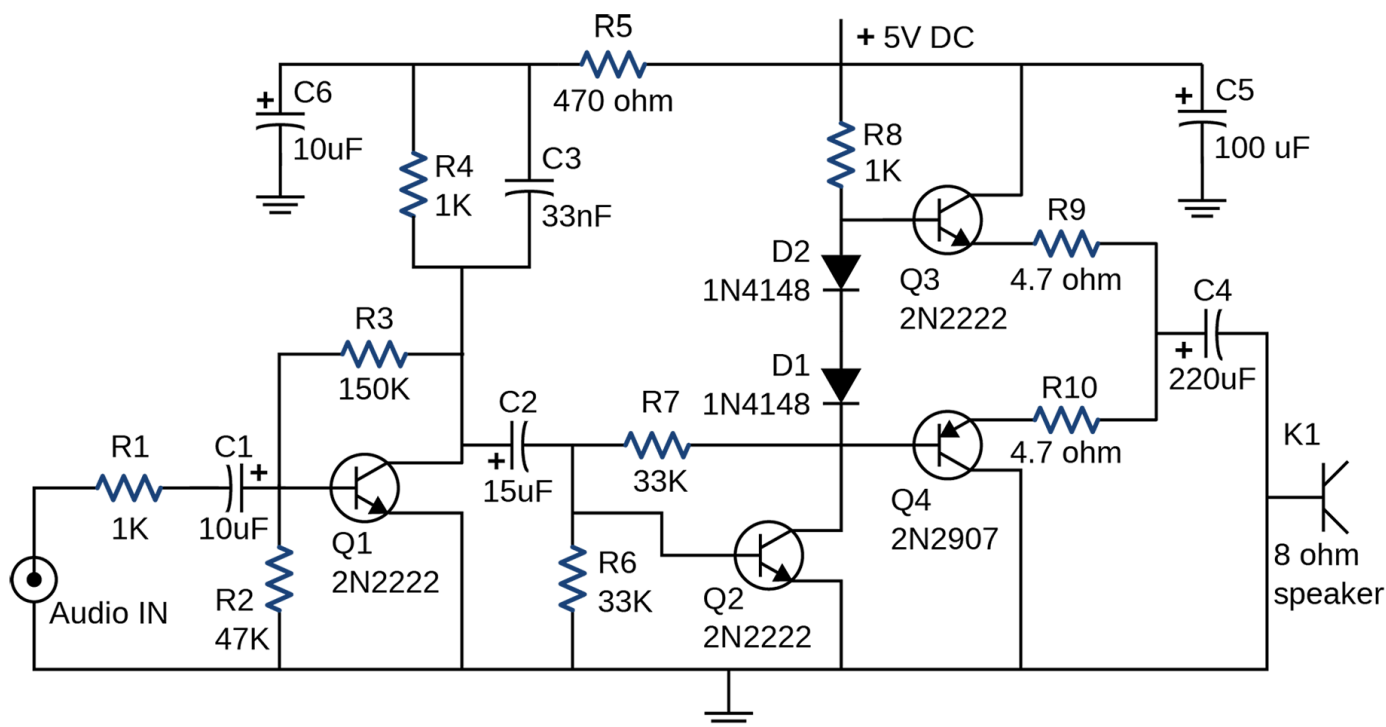 R5
+ 5V DC
470 ohm
+ C6
10uF
R4
1K
C3
33nF
R8
1K
+ C5
100 uF
R9
4.7 ohm
D2
1N4148
Q3
2N2222
C4
+
220uF
R3
150K
D1
1N4148
R10
4.7 ohm
C2
+
15uF
R7
33K
K1
8 ohm
speaker
R1
1K
C1
+
10uF
Q1
2N2222
Q4
2N2907
Audio IN
R2
47K
R6
33K
Q2
2N2222